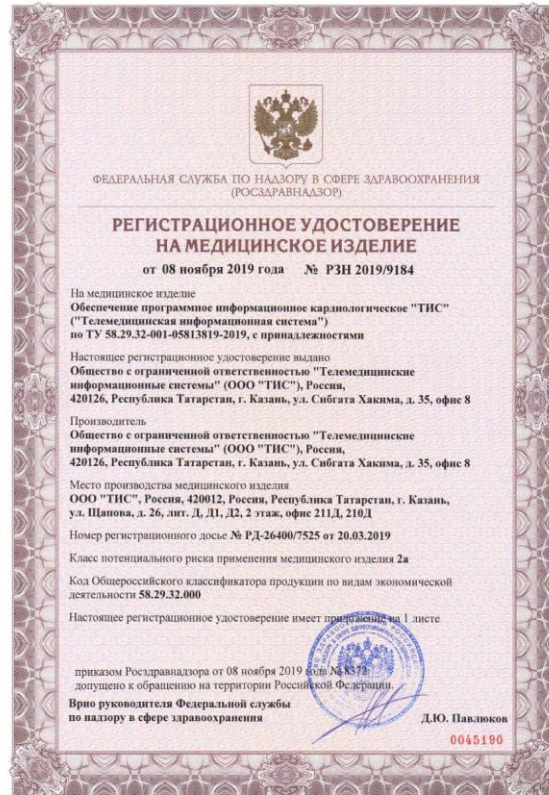 ФЕДЕРАЛЬНАЯ СЛУЖБА ПО НАДЗОРУ В СФЕРЕ ЗДРАВООХРАНЕНИЯ
(РОСЗДРАВНАДЗОР)
РЕГИСТРАЦИОННОЕ УДОСТОВЕРЕНИЕ
НА МЕДИЦИНСКОЕ ИЗДЕЛИЕ
от 08 ноября 2019 года № РЗН 2019/9184
На медицинское изделие
Обеспечение программное информационное кардиологическое "ТИС"
("Телемедицинская информационная система")
по ТУ 58.29.32-001-05813819-2019, с принадлежностями
Настоящее регистрационное удостоверение выдано
Общество с ограниченной ответственностью "Телемедицинские
информационные системы" (ООО "ТИС"), Россия,
420126, Республика Татарстан, г. Казань, ул. Сибгата Хакима, д. 35, офис 8
Производитель
Общество с ограниченной ответственностью "Телемедицинские
информационные системы" (ООО "ТИС"), Россия,
420126, Республика Татарстан, г. Казань, ул. Сибгата Хакима, д. 35, офис 8
Место производства медицинского изделия
ООО "ТИС", Россия, 420012, Россия, Республика Татарстан, г. Казань,
ул. Щапова, д. 26, лит. Д, Д1, Д2, 2 этаж, офис 211Д, 210Д
Номер регистрационного досье № РД-26400/7525 от 20.03.2019
Класс потенциального риска применения медицинского изделия 2а
Код Общероссийского классификатора продукции по видам экономической
деятельности 58.29.32.000
Настоящее регистрационное удостоверение имеет приложение на 1 листе
приказом Росздравнадзора от 08 ноября 2019 года № 8372
допущено к обращению на территории Российской Федерации.
Врио руководителя Федеральной службы
по надзору в сфере здравоохранения
Д.Ю. Павлюков
0045190